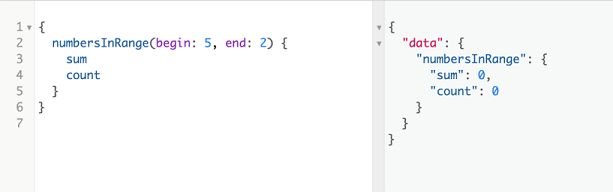 1 {
2 numbersInRange(begin: 5, end: 2) {
3 sum
4 count
5 }
6 }
7
{
"data": {
"numbersInRange": {
"sum": 0,
"count": 0
}
}
}